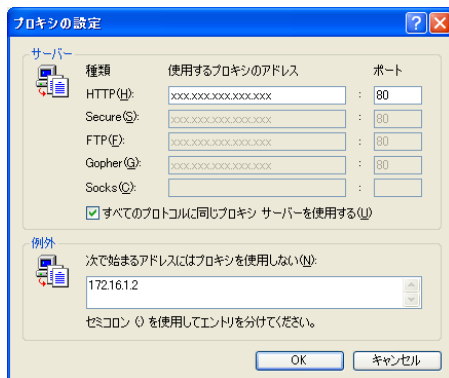 プロキシの設定
サーバー
種類 使用するプロキシのアドレス ポート
HTTP(H): xxx.xxx.xxx.xxx.xxx : 80
Secure(S): xxx.xxx.xxx.xxx.xxx : 80
FTP(F): xxx.xxx.xxx.xxx.xxx : 80
Gopher(G): xxx.xxx.xxx.xxx.xxx : 80
Socks(C): :
すべてのプロトコルに同じプロキシ サーバーを使用する(U)
例外
次で始まるアドレスにはプロキシを使用しない(N):
172.16.1.2
セミコロン (;) を使用してエントリを分けてください。
OK キャンセル